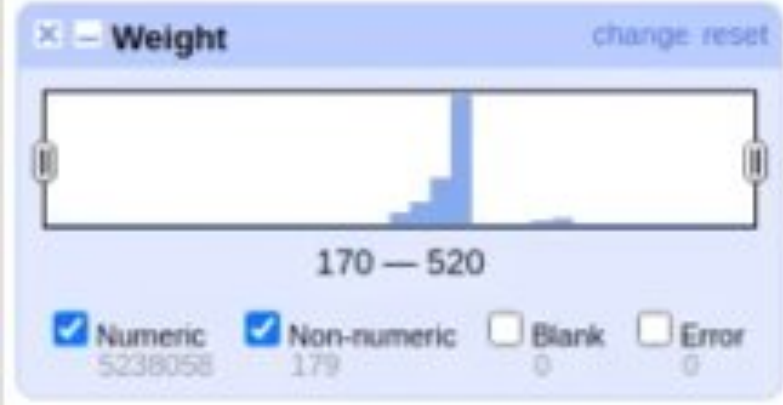 Weight change reset
170 — 520
Numeric Non-numeric Blank Error
5238058 179 0 0